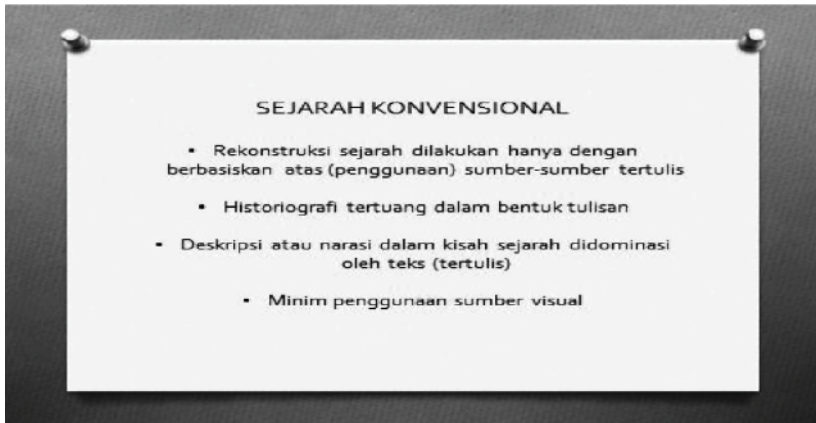 SEJARAH KONVENSIONAL
• Rekonstruksi sejarah dilakukan hanya dengan
berbasiskan atas (penggunaan) sumber-sumber tertulis
• Historiografi tertuang dalam bentuk tulisan
• Deskripsi atau narasi dalam kisah sejarah didominasi
oleh teks (tertulis)
• Minim penggunaan sumber visual